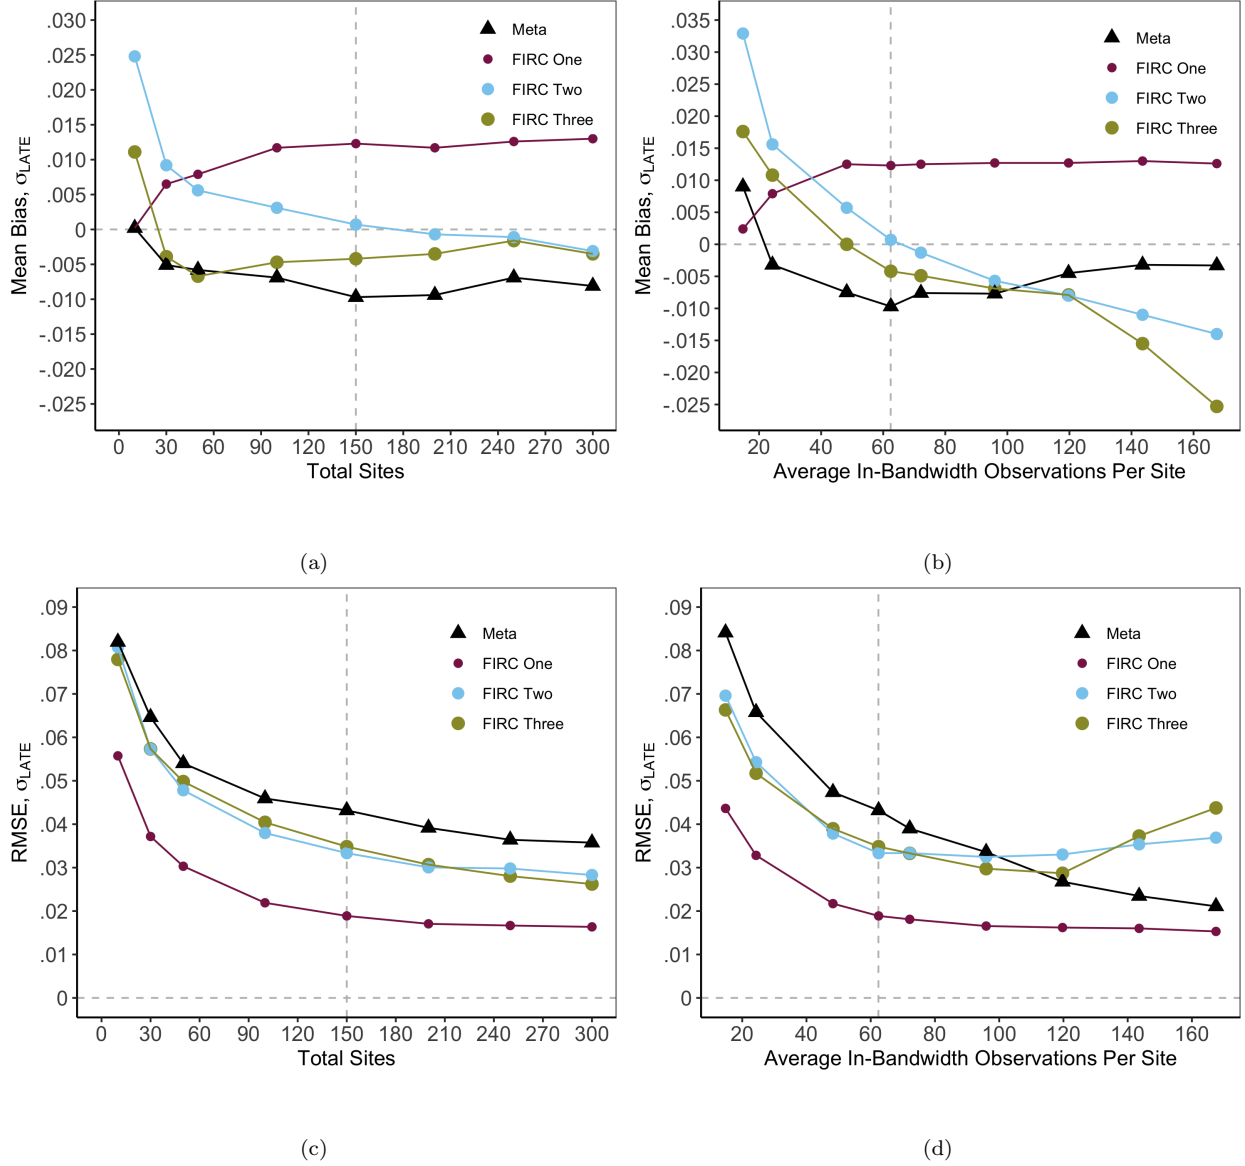 .030
.025
.020
.015
.010
.005
0
-.005
-.010
-.015
-.020
-.025
Mean Bias, σLATE
Meta
FIRC One
FIRC Two
FIRC Three
0 30 60 90 120 150 180 210 240 270 300
Total Sites
(a)
.035
.030
.025
.020
.015
.010
.005
0
-.005
-.010
-.015
-.020
-.025
Mean Bias, σLATE
Meta
FIRC One
FIRC Two
FIRC Three
20 40 60 80 100 120 140 160
Average In-Bandwidth Observations Per Site
(b)
.09
.08
.07
.06
.05
.04
.03
.02
.01
0
RMSE, σLATE
Meta
FIRC One
FIRC Two
FIRC Three
0 30 60 90 120 150 180 210 240 270 300
Total Sites
(c)
.09
.08
.07
.06
.05
.04
.03
.02
.01
0
RMSE, σLATE
Meta
FIRC One
FIRC Two
FIRC Three
20 40 60 80 100 120 140 160
Average In-Bandwidth Observations Per Site
(d)